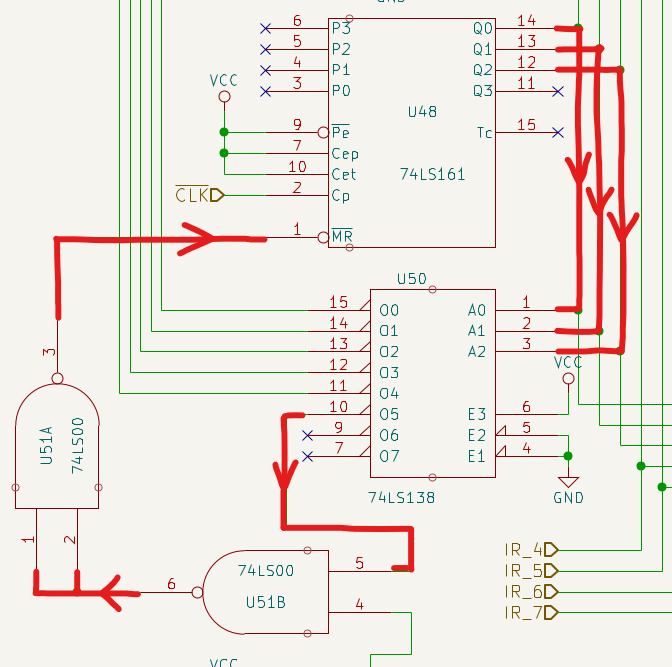 GND
6 P3 Q0 14
5 P2 Q1 13
4 P1 Q2 12
VCC 3 P0 Q3 11
U48
9 Pe Tc 15
7 Cep
10 Cet 74LS161
CLK 2 Cp
1 MR
U50
15 O0 A0 1
14 O1 A1 2
13 O2 A2 3
12 O3 VCC
11 O4
10 O5 E3 6
9 O6 E2 5
7 O7 E1 4
74LS138 GND
3
U51A
74LS00
1
2
IR_4
74LS00 5 IR_5
6 U51B IR_6
4 IR_7
VCC